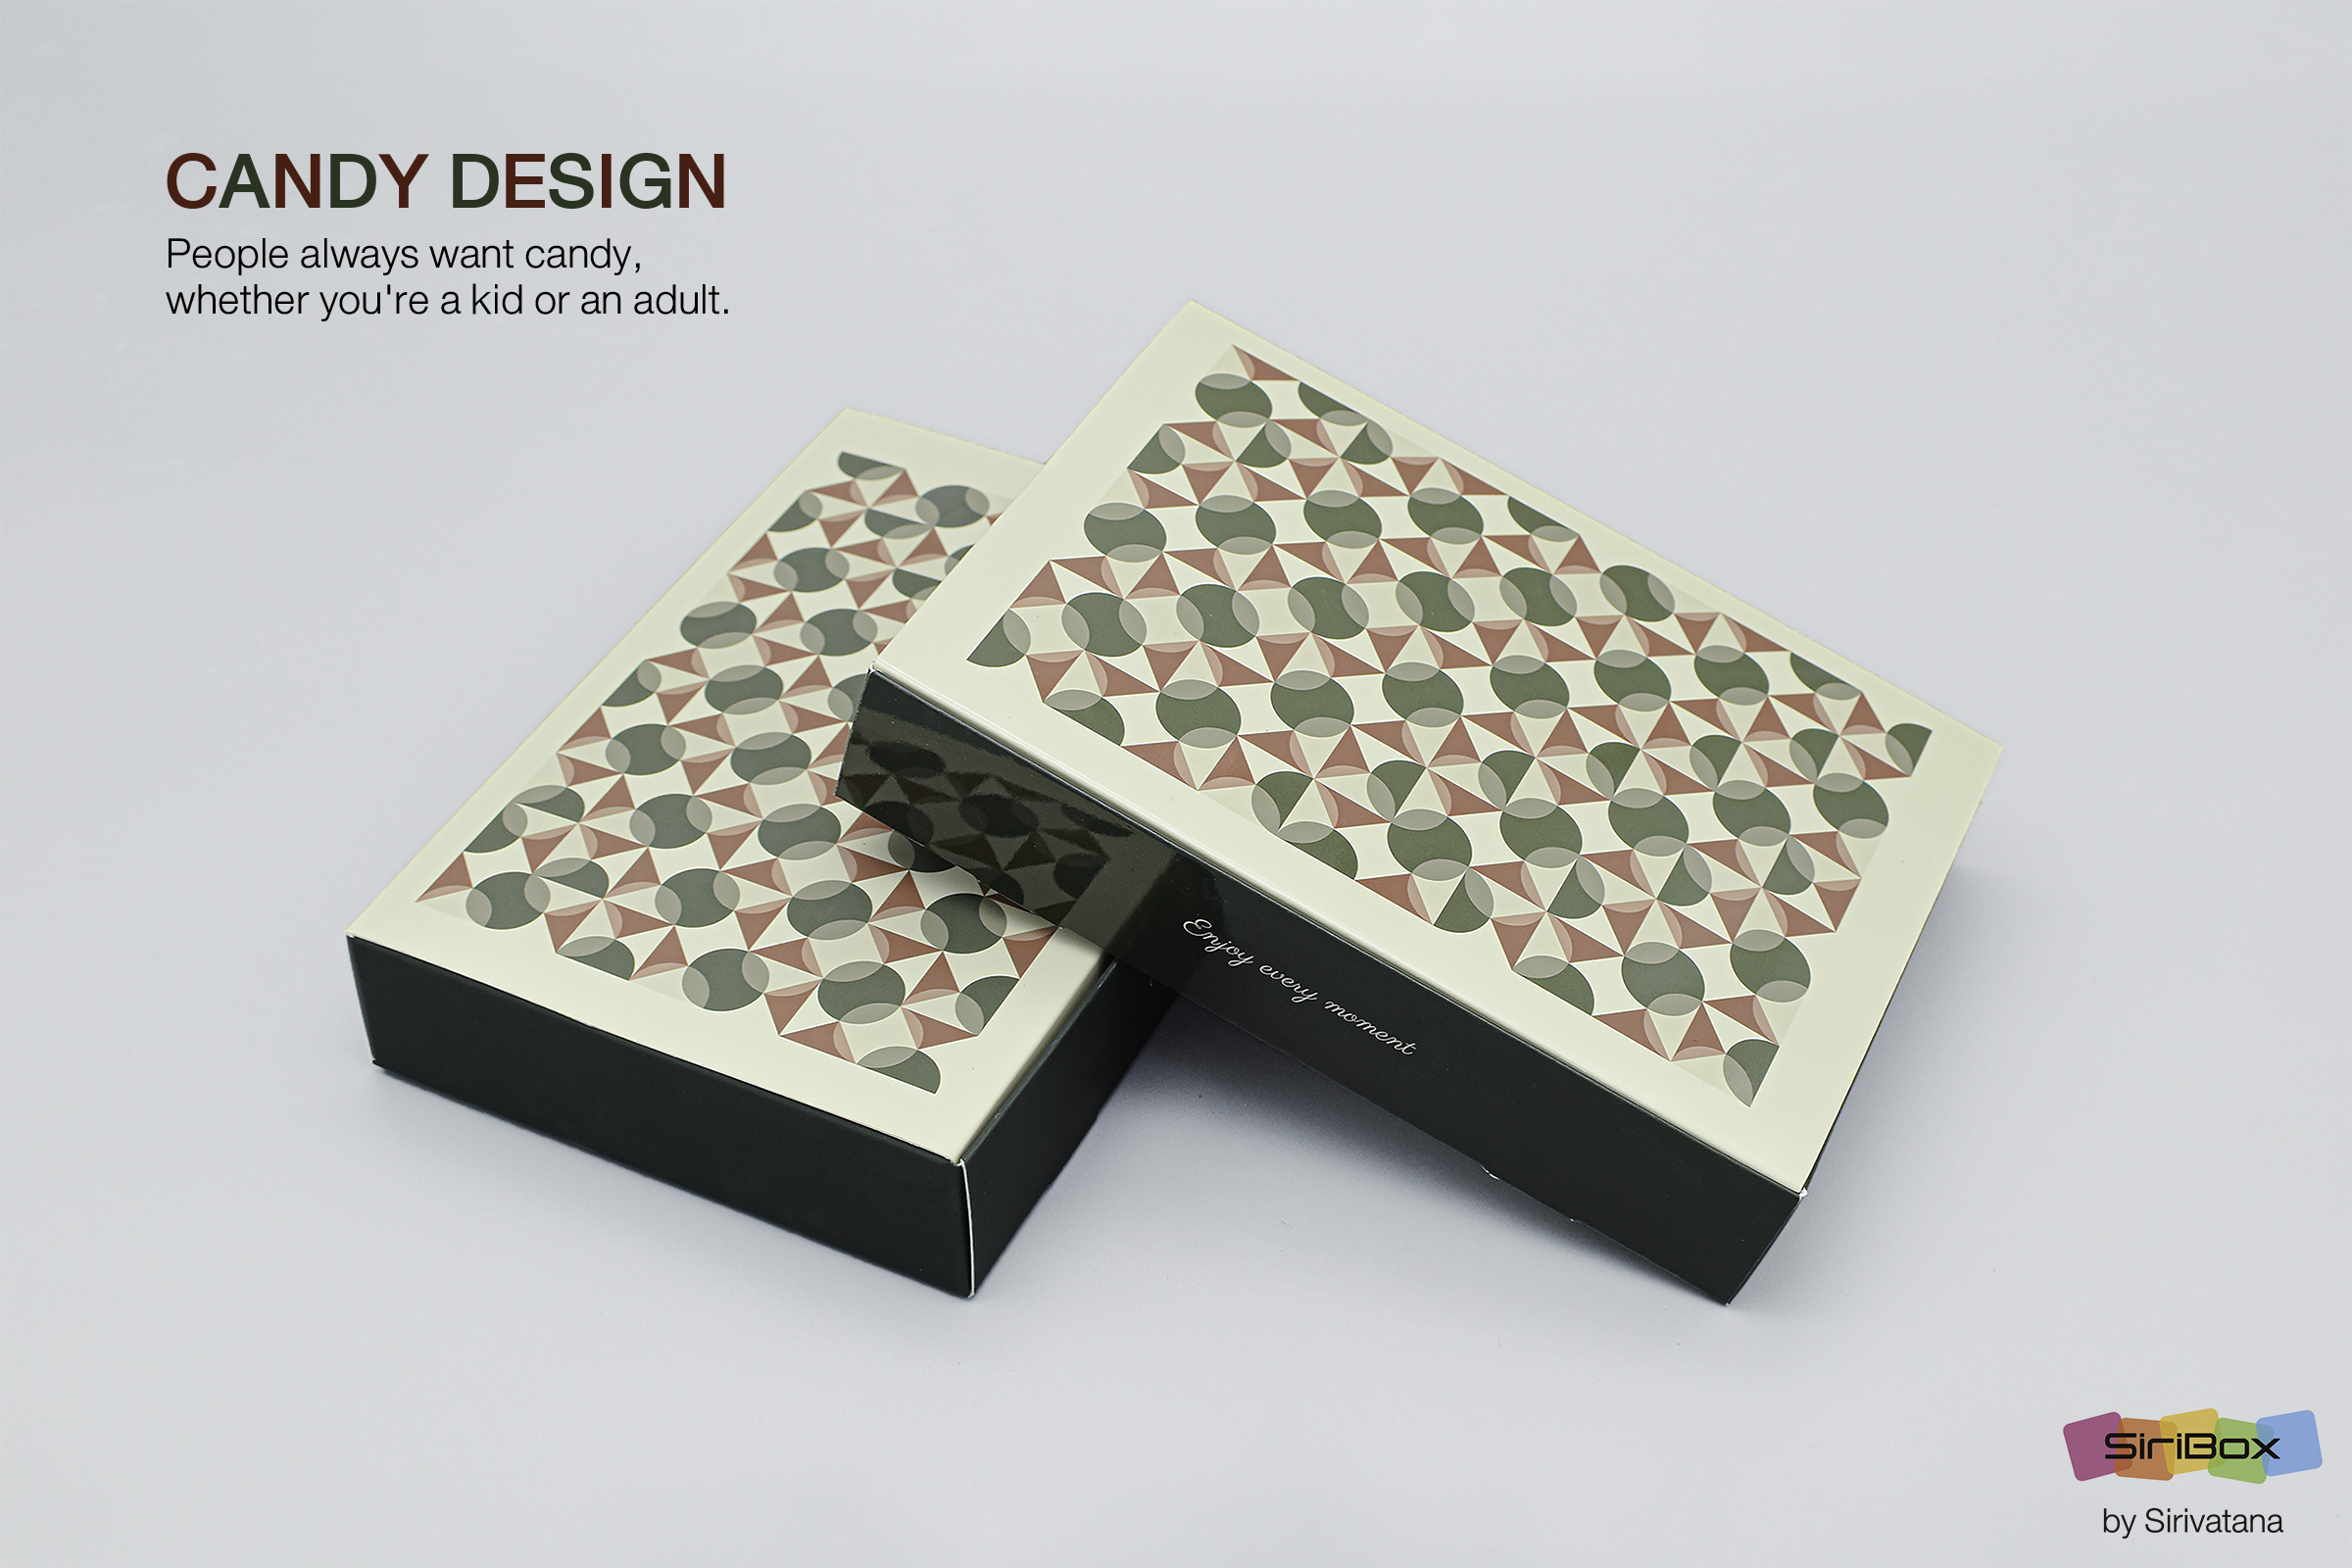 CANDY DESIGN
People always want candy,
whether you're a kid or an adult.
Enjoy every moment
SiriBox
by Sirivatana